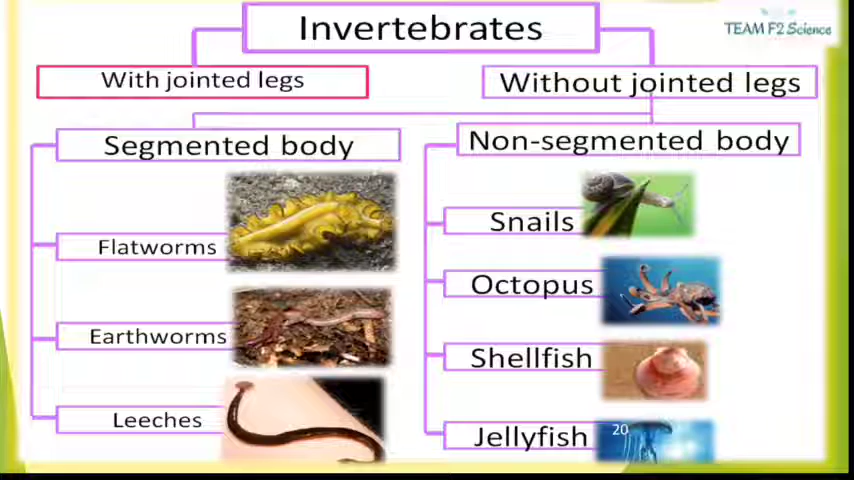 Invertebrates
TEAM F2 Science
With jointed legs
Without jointed legs
Segmented body
Non-segmented body
Flatworms
Earthworms
Leeches
Snails
Octopus
Shellfish
Jellyfish
20